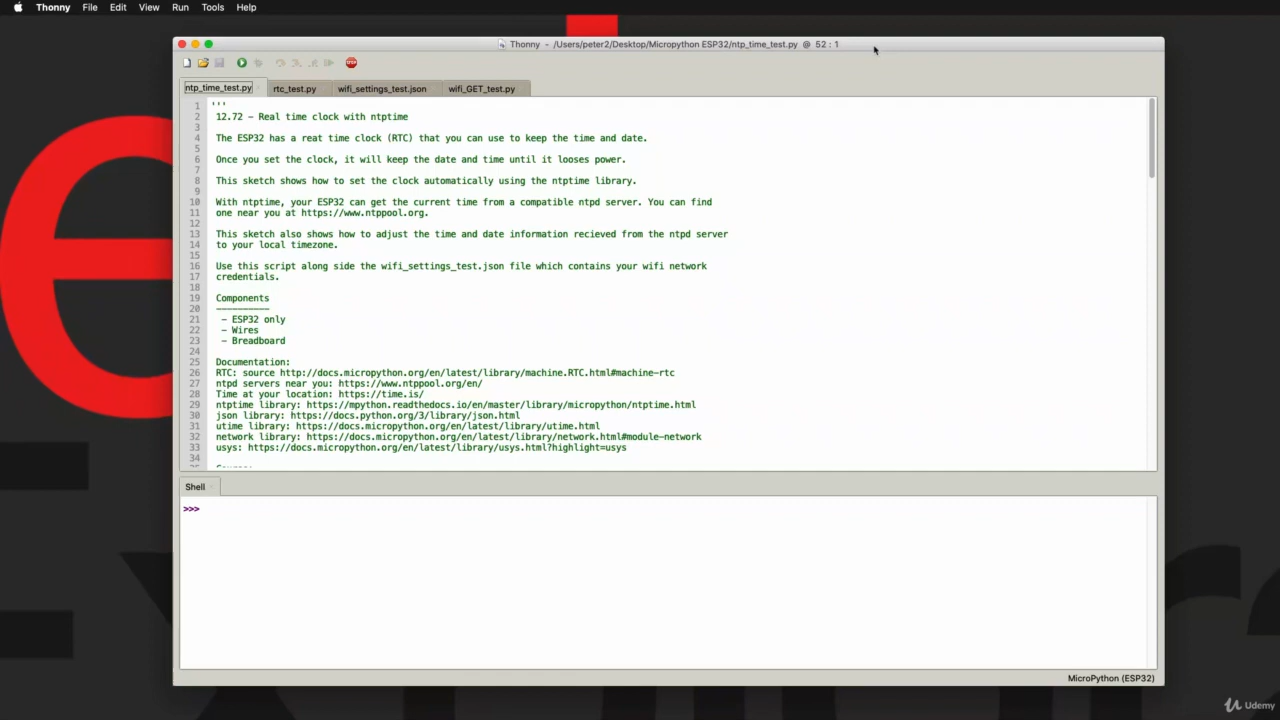 Thonny File Edit View Run Tools Help
Thonny - /Users/peter2/Desktop/Micropython ESP32/ntp_time_test.py @ 52 : 1
STOP
ntp_time_test.py rtc_test.py wifi_settings_test.json wifi_GET_test.py
1 '''
2 12.72 - Real time clock with ntptime
3
4 The ESP32 has a reat time clock (RTC) that you can use to keep the time and date.
5
6 Once you set the clock, it will keep the date and time until it looses power.
7
8 This sketch shows how to set the clock automatically using the ntptime library.
9
10 With ntptime, your ESP32 can get the current time from a compatible ntpd server. You can find
11 one near you at https://www.ntppool.org.
12
13 This sketch also shows how to adjust the time and date information recieved from the ntpd server
14 to your local timezone.
15
16 Use this script along side the wifi_settings_test.json file which contains your wifi network
17 credentials.
18
19 Components
20 ----------
21 - ESP32 only
22 - Wires
23 - Breadboard
24
25 Documentation:
26 RTC: source http://docs.micropython.org/en/latest/library/machine.RTC.html#machine-rtc
27 ntpd servers near you: https://www.ntppool.org/en/
28 Time at your location: https://time.is/
29 ntptime library: https://mpython.readthedocs.io/en/master/library/micropython/ntptime.html
30 json library: https://docs.python.org/3/library/json.html
31 utime library: https://docs.micropython.org/en/latest/library/utime.html
32 network library: https://docs.micropython.org/en/latest/library/network.html#module-network
33 usys: https://docs.micropython.org/en/latest/library/usys.html?highlight=usys
34
Shell
>>>
MicroPython (ESP32)
Udemy